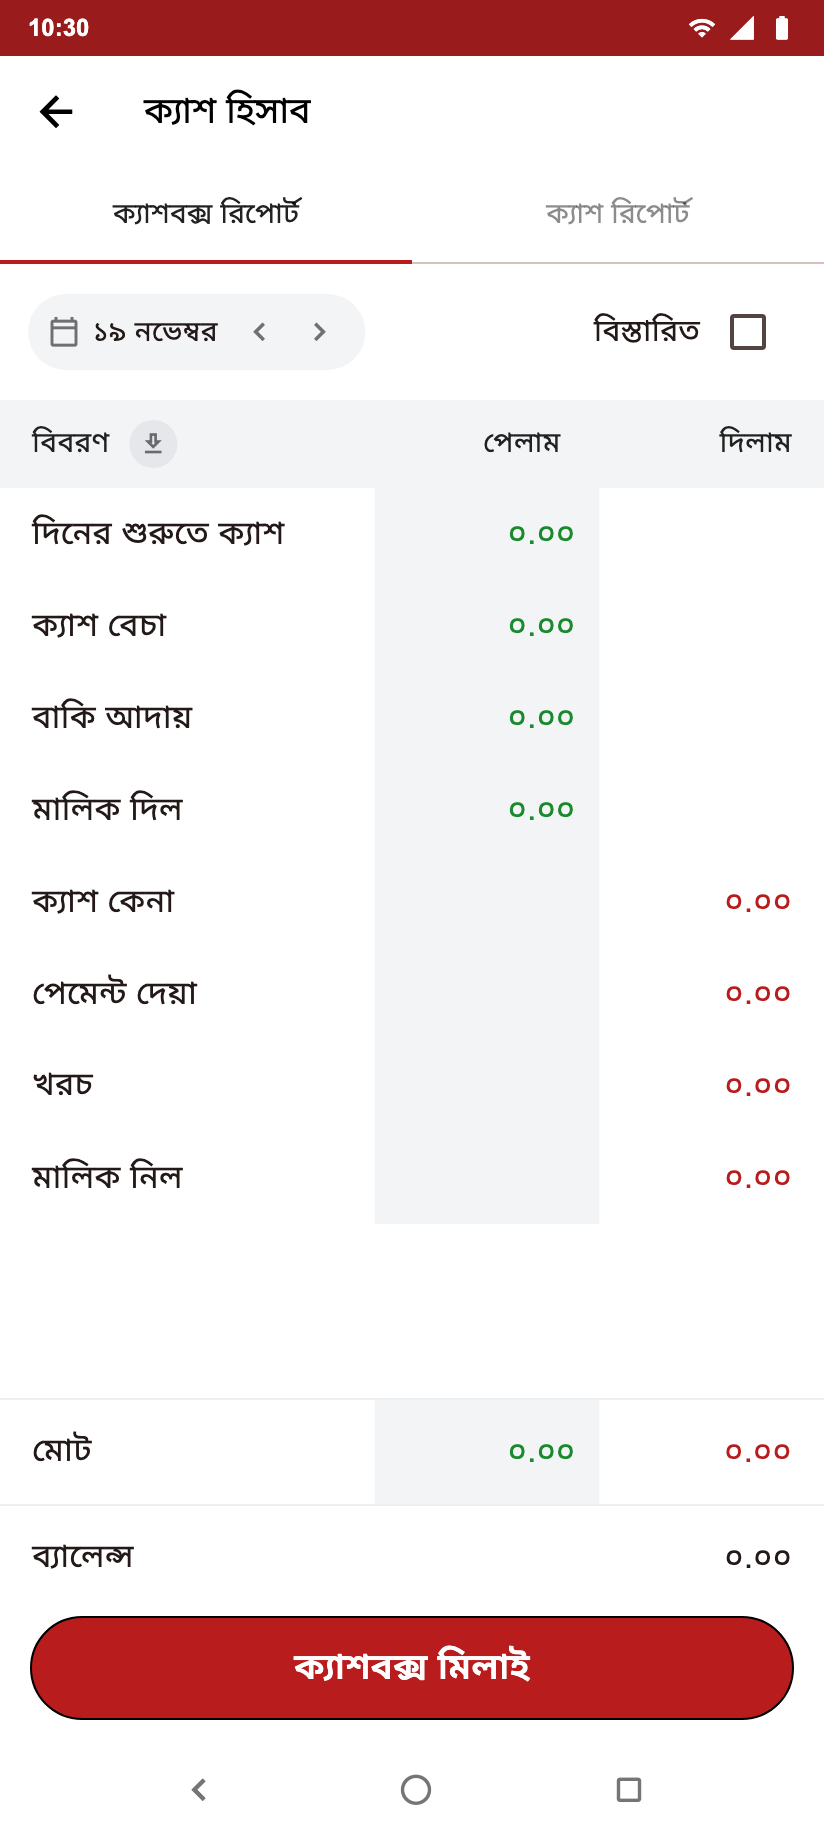 10:30
ক্যাশ হিসাব
ক্যাশবক্স রিপোর্ট ক্যাশ রিপোর্ট
১৯ নভেম্বর বিস্তারিত
বিবরণ পেলাম দিলাম
দিনের শুরুতে ক্যাশ ০.০০
ক্যাশ বেচা ০.০০
বাকি আদায় ০.০০
মালিক দিল ০.০০
ক্যাশ কেনা ০.০০
পেমেন্ট দেয়া ০.০০
খরচ ০.০০
মালিক নিল ০.০০
মোট ০.০০ ০.০০
ব্যালেন্স ০.০০
ক্যাশবক্স মিলাই